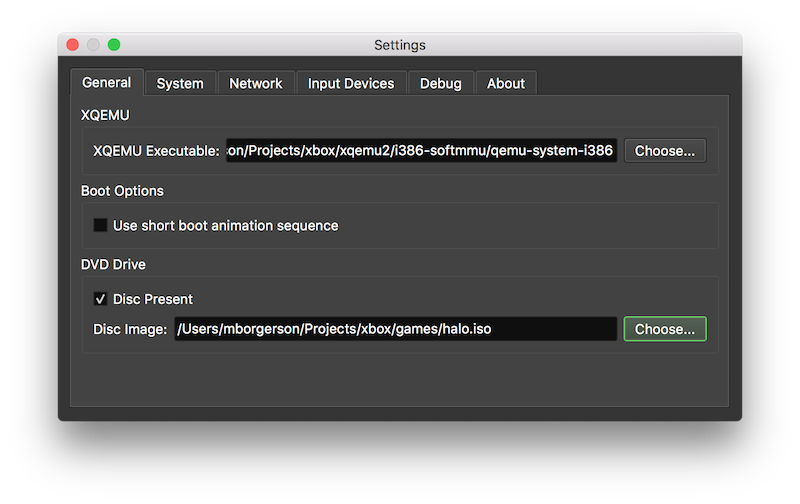 Settings
General System Network Input Devices Debug About
XQEMU
XQEMU Executable: son/Projects/xbox/xqemu2/i386-softmmu/qemu-system-i386 Choose...
Boot Options
Use short boot animation sequence
DVD Drive
Disc Present
Disc Image: /Users/mborgerson/Projects/xbox/games/halo.iso Choose...